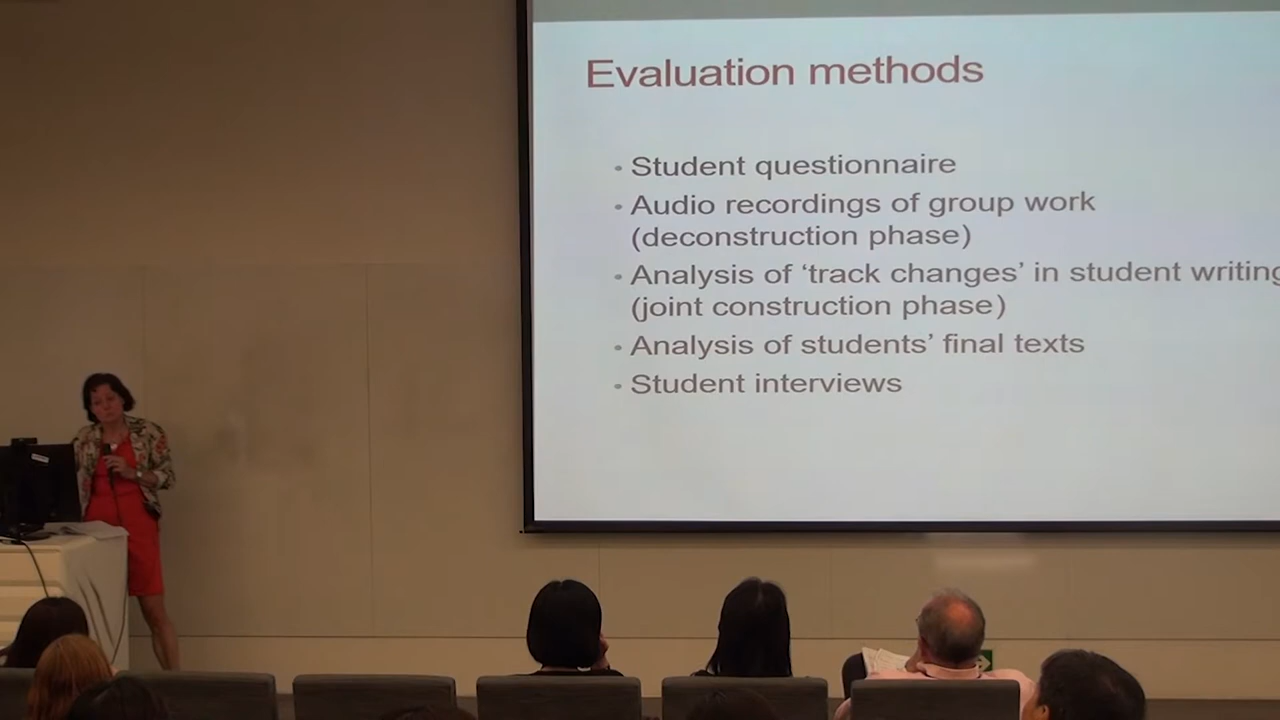 Evaluation methods
• Student questionnaire
• Audio recordings of group work
(deconstruction phase)
• Analysis of ‘track changes’ in student writing
(joint construction phase)
• Analysis of students’ final texts
• Student interviews